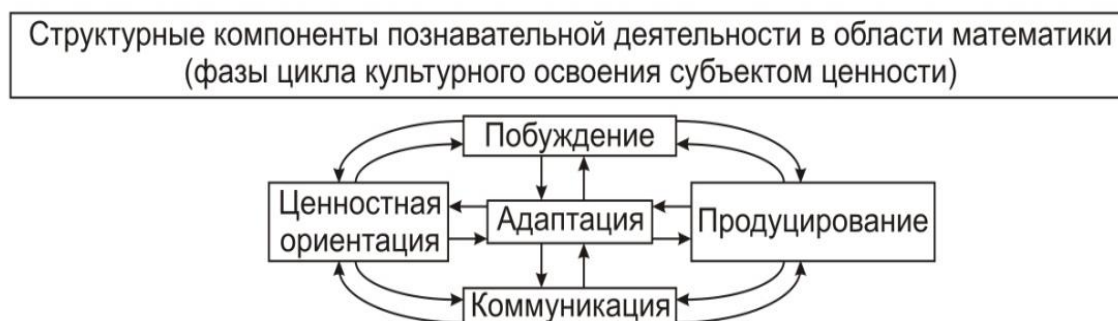 Структурные компоненты познавательной деятельности в области математики
(фазы цикла культурного освоения субъектом ценности)
Побуждение
Ценностная
ориентация
Адаптация
Продуцирование
Коммуникация